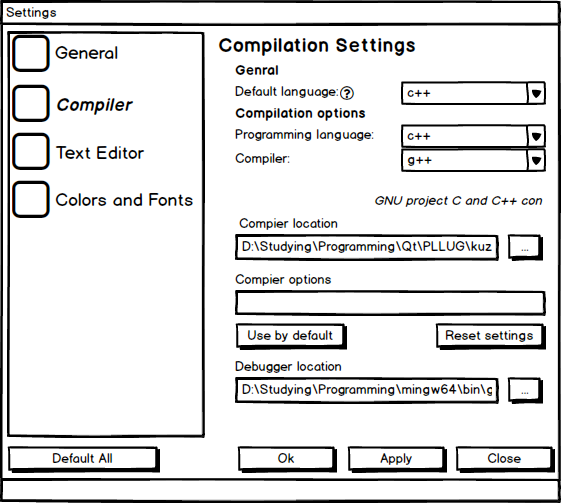 Settings
General
Compiler
Text Editor
Colors and Fonts
Compilation Settings
Genral
Default language: ?
c++
Compilation options
Programming language:
c++
Compiler:
g++
GNU project C and C++ con
Compier location
D:\Studying\Programming\Qt\PLLUG\kuz
...
Compier options
Use by default
Reset settings
Debugger location
D:\Studying\Programming\mingw64\bin\g
...
Default All
Ok
Apply
Close